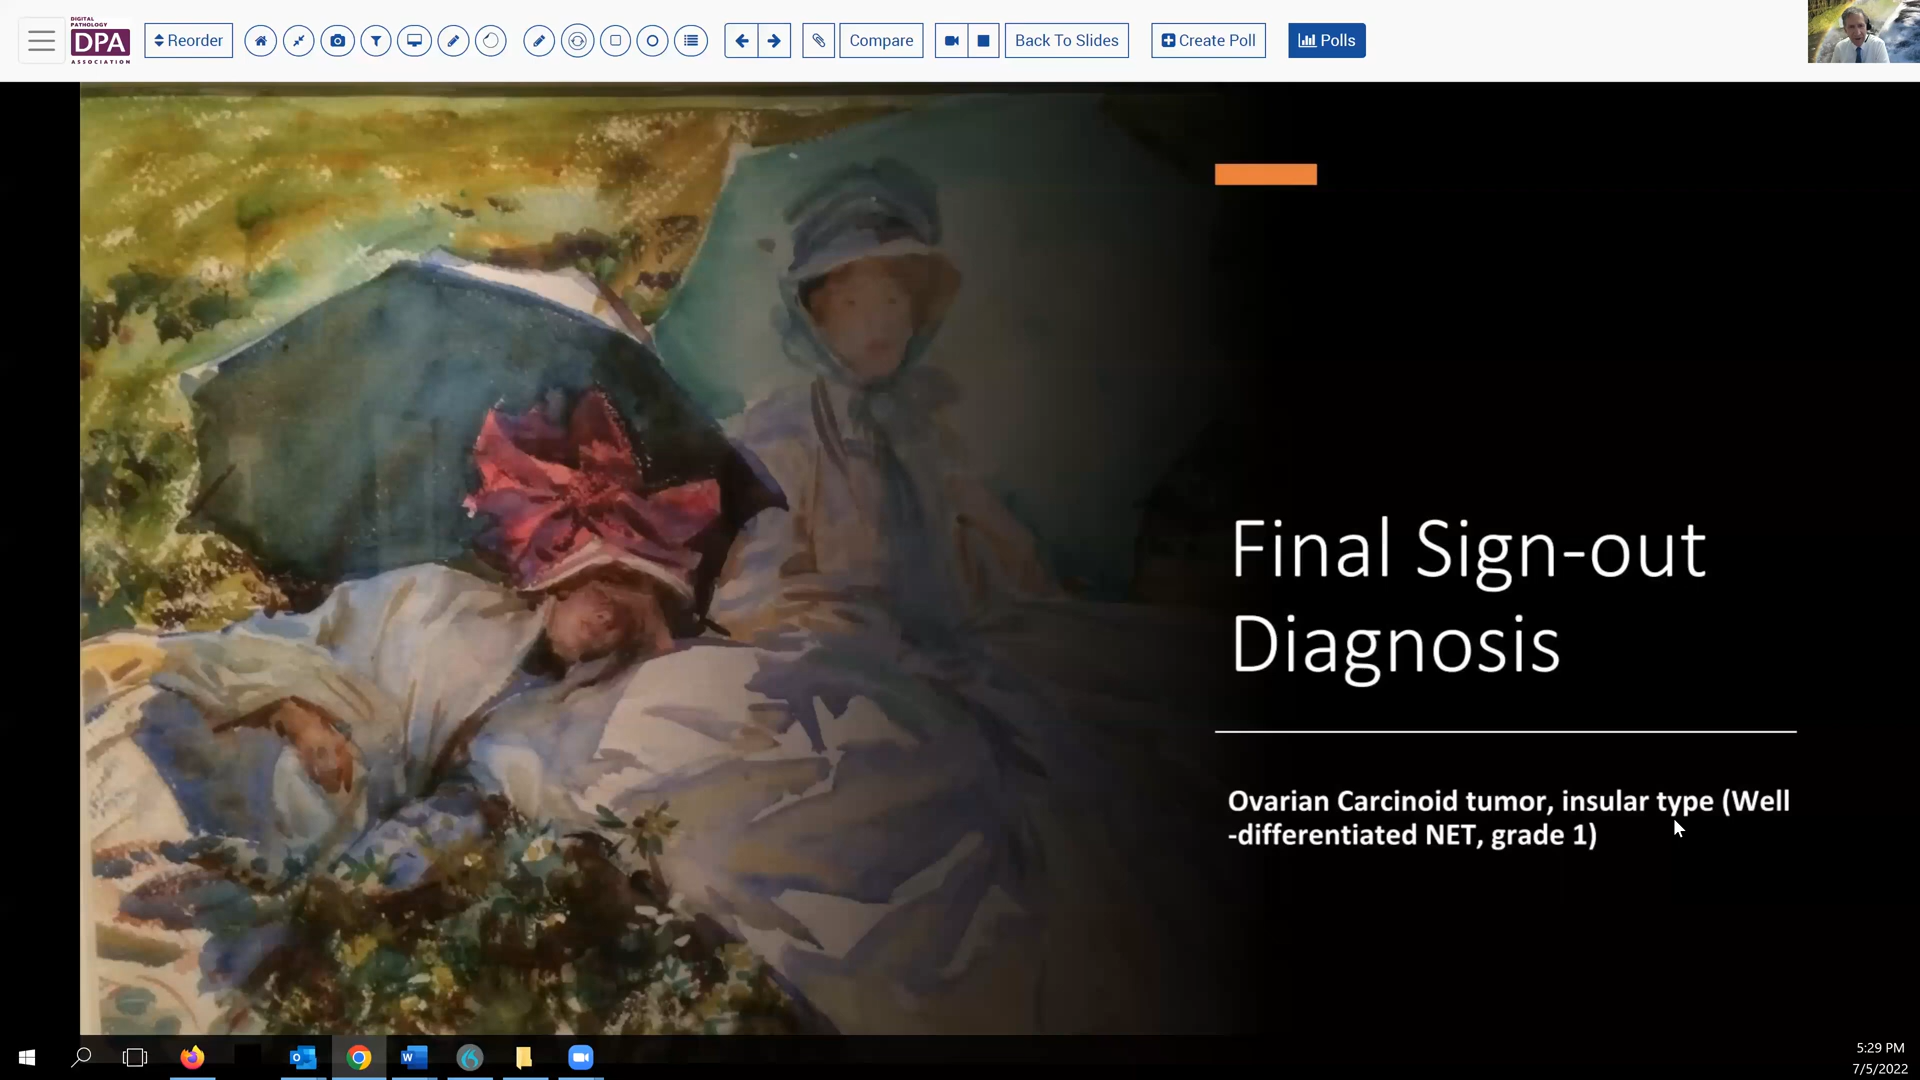 DIGITAL
PATHOLOGY
DPA
ASSOCIATION
Reorder
Compare
Back To Slides
Create Poll
Polls
Final Sign-out
Diagnosis
Ovarian Carcinoid tumor, insular type (Well
-differentiated NET, grade 1)
5:29 PM
7/5/2022